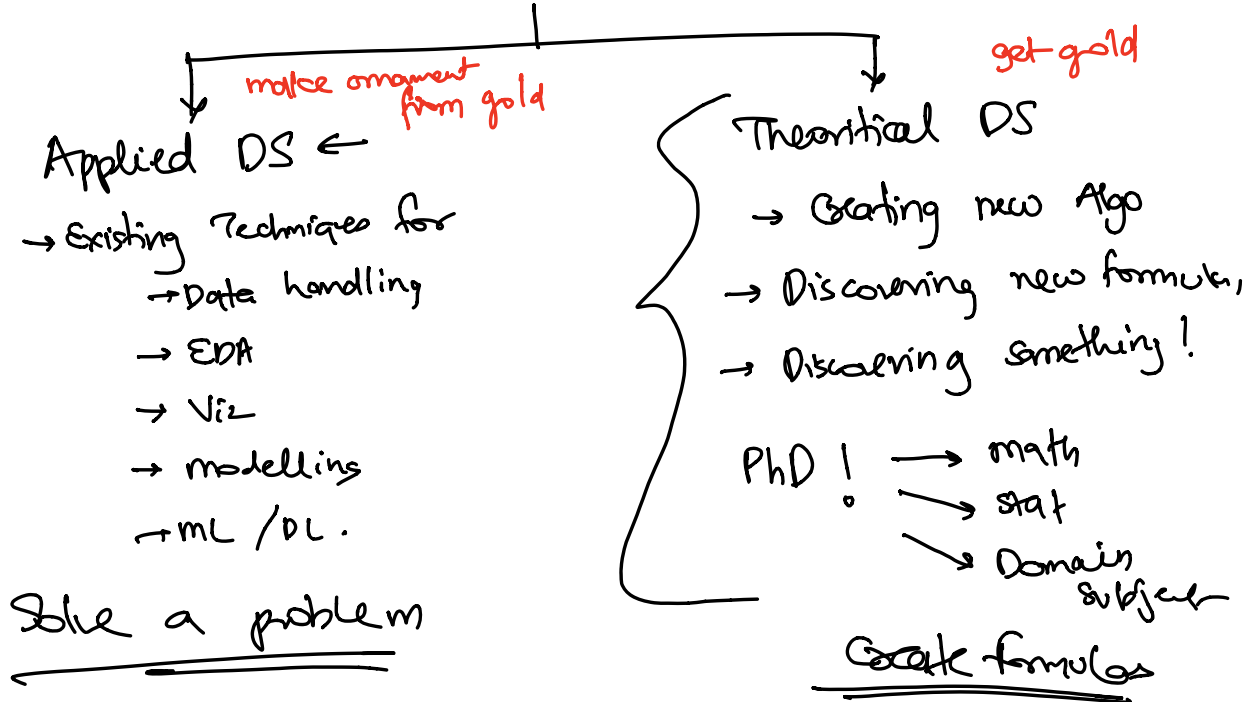 make ornament
from gold
Applied DS ←
→ Existing Techniques for
→ Data handling
→ EDA
→ Viz
→ modelling
→ ML / DL .
Solve a problem
get gold
Theoritical DS
→ Creating new Algo
→ Discovering new formula,
→ Discovering something !
PhD ! → math
→ stat
→ Domain
subject
Create formulas